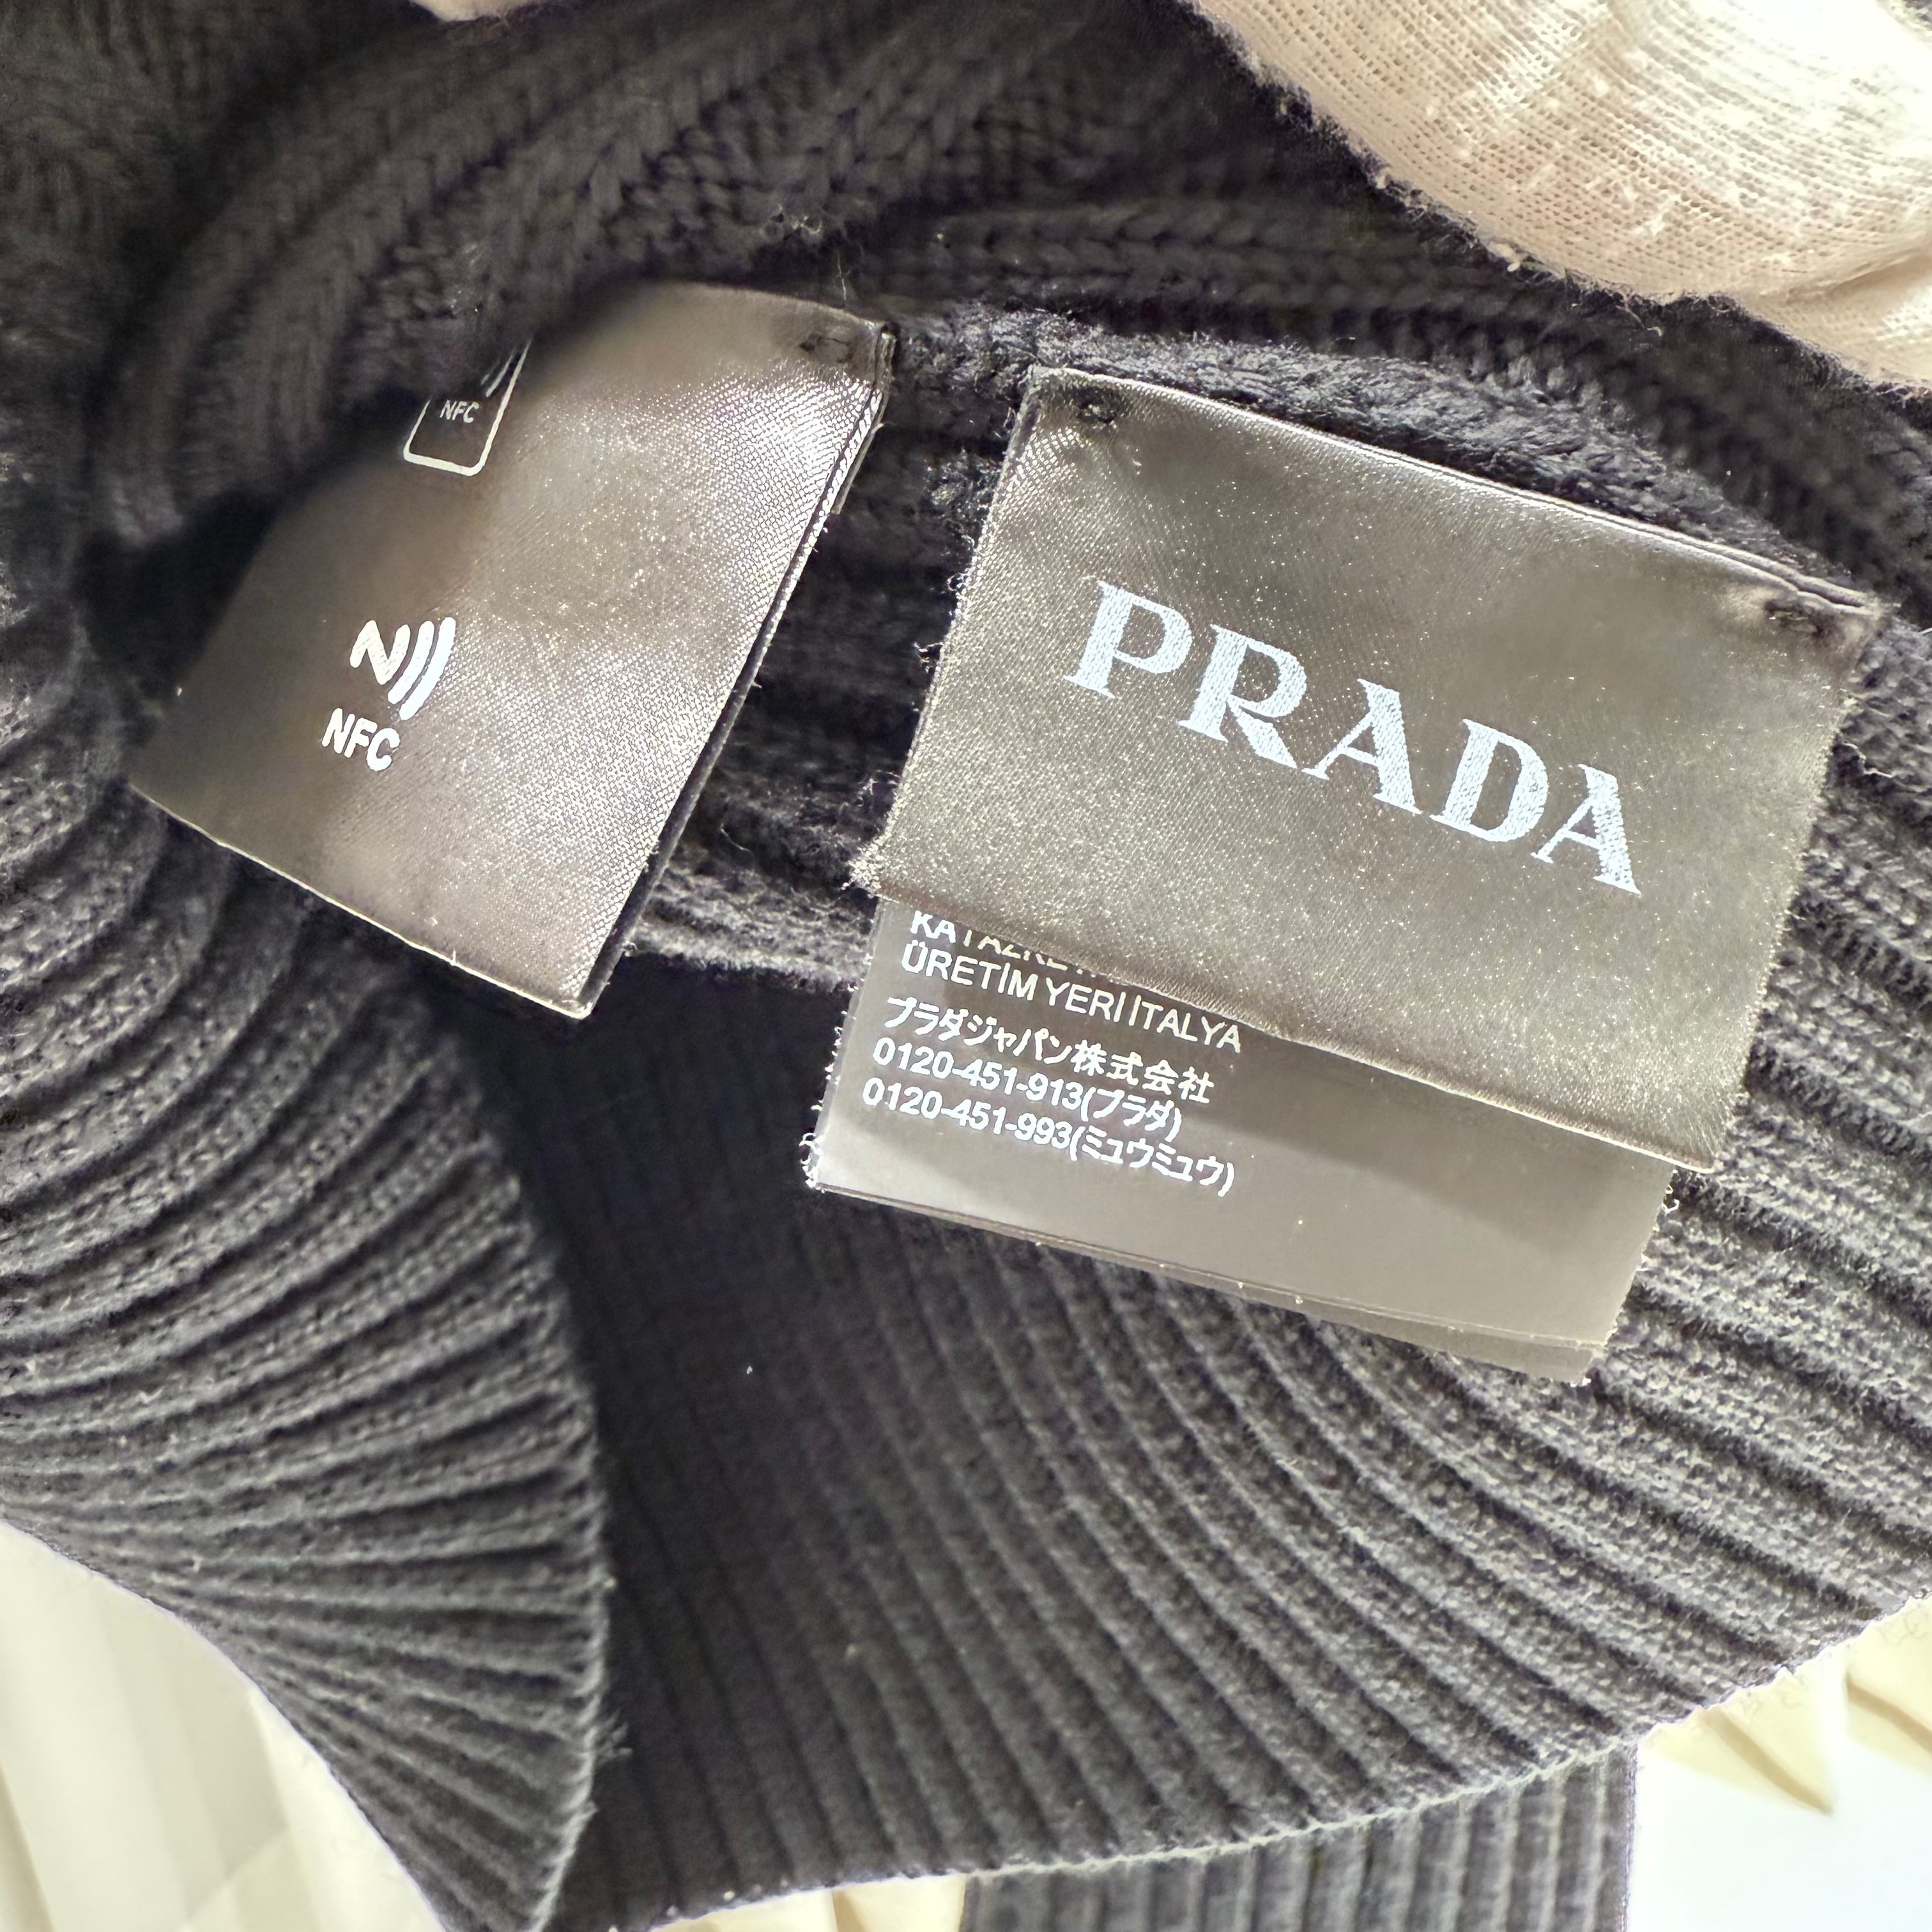 NFC
NFC
PRADA
ÜRETİM YERİ İTALYA
プラダジャパン株式会社
0120-451-913(プラダ)
0120-451-993(ミュウミュウ)